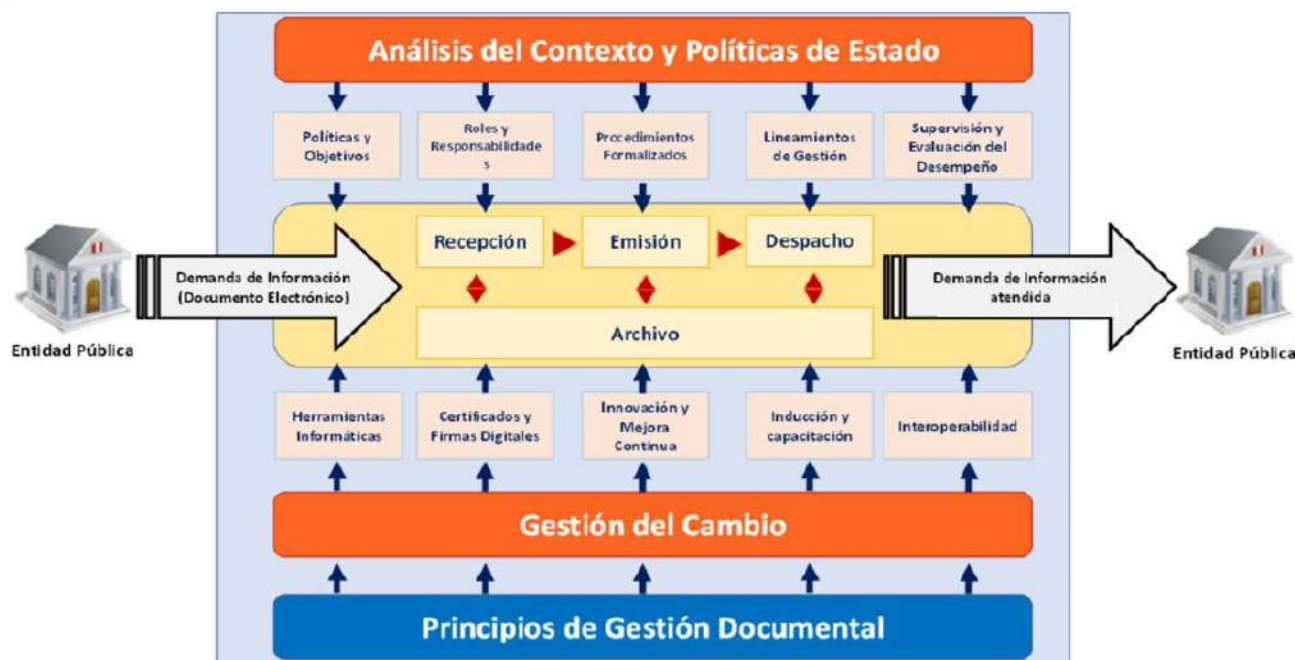 Análisis del Contexto y Políticas de Estado
Políticas y
Objetivos
Roles y
Responsabilidade
s
Procedimientos
Formalizados
Lineamientos
de Gestión
Supervisión y
Evaluación del
Desempeño
Recepción
Emisión
Despacho
Demanda de Información
(Documento Electrónico)
Demanda de Información
atendida
Entidad Pública
Entidad Pública
Archivo
Herramientas
Informáticas
Certificados y
Firmas Digitales
Innovación y
Mejora
Continua
Inducción y
capacitación
Interoperabilidad
Gestión del Cambio
Principios de Gestión Documental